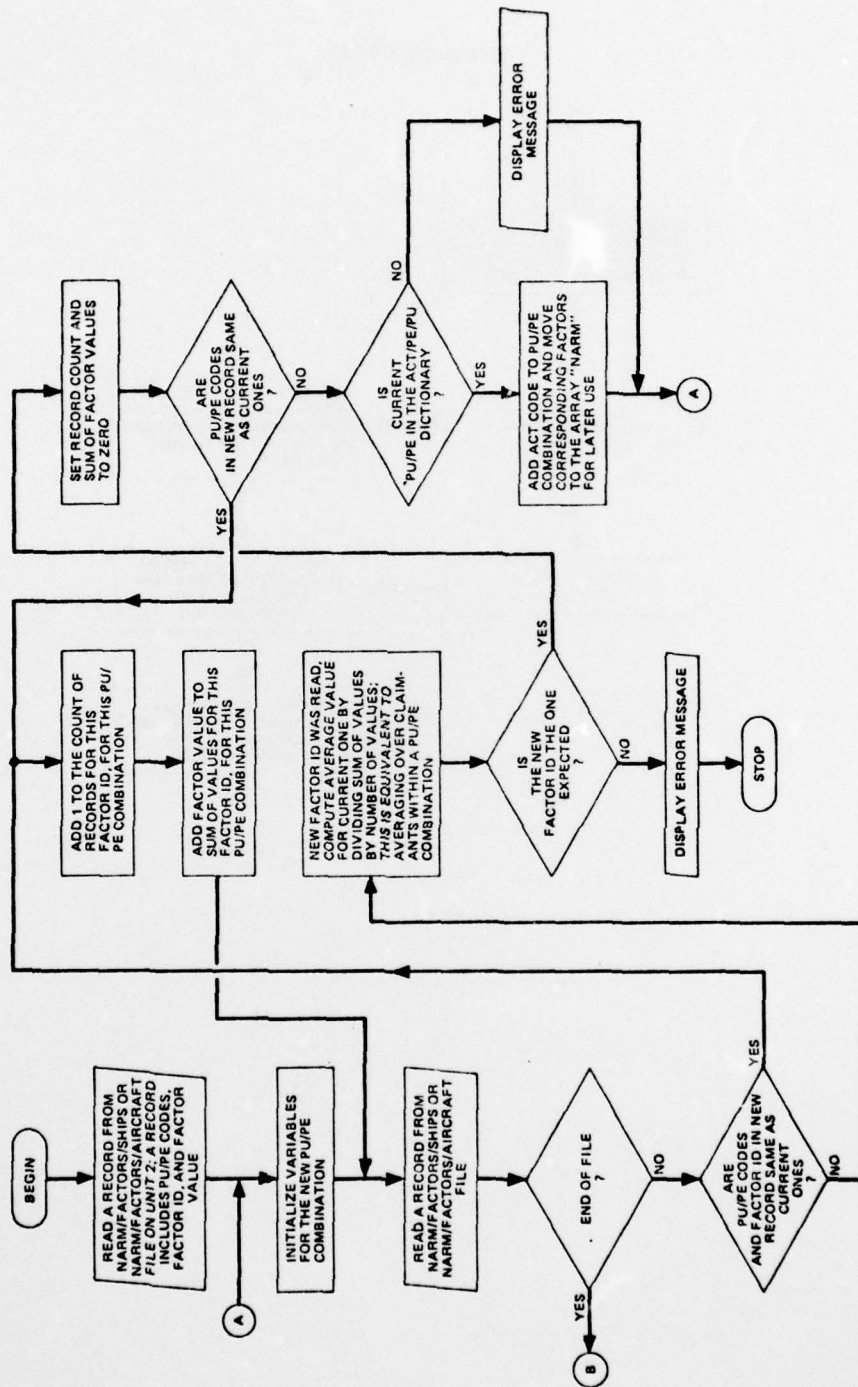 BEGIN
READ A RECORD FROM
NARM/FACTORS/SHIPS OR
NARM/FACTORS/AIRCRAFT
FILE ON UNIT 2; A RECORD
INCLUDES PU/PE CODES,
FACTOR ID, AND FACTOR
VALUE
A
INITIALIZE VARIABLES
FOR THE NEW PU/PE
COMBINATION
READ A RECORD FROM
NARM/FACTORS/SHIPS OR
NARM/FACTORS/AIRCRAFT
FILE
END OF FILE
?
YES
B
NO
ARE
PU/PE CODES
AND FACTOR ID IN NEW
RECORD SAME AS
CURRENT
ONES
?
YES
NO
ADD 1 TO THE COUNT OF
RECORDS FOR THIS
FACTOR ID, FOR THIS PU/
PE COMBINATION
ADD FACTOR VALUE TO
SUM OF VALUES FOR THIS
FACTOR ID, FOR THIS
PU/PE COMBINATION
NEW FACTOR ID WAS READ,
COMPUTE AVERAGE VALUE
FOR CURRENT ONE BY
DIVIDING SUM OF VALUES
BY NUMBER OF VALUES;
THIS IS EQUIVALENT TO
AVERAGING OVER CLAIM-
ANTS WITHIN A PU/PE
COMBINATION
IS
THE NEW
FACTOR ID THE ONE
EXPECTED
?
YES
NO
DISPLAY ERROR MESSAGE
STOP
SET RECORD COUNT AND
SUM OF FACTOR VALUES
TO ZERO
ARE
PU/PE CODES
IN NEW RECORD SAME
AS CURRENT
ONES
?
YES
NO
IS
CURRENT
"PU/PE IN THE ACT/PE/PU
DICTIONARY
?
NO
YES
ADD ACT CODE TO PU/PE
COMBINATION AND MOVE
CORRESPONDING FACTORS
TO THE ARRAY "NARM"
FOR LATER USE
DISPLAY ERROR
MESSAGE
A